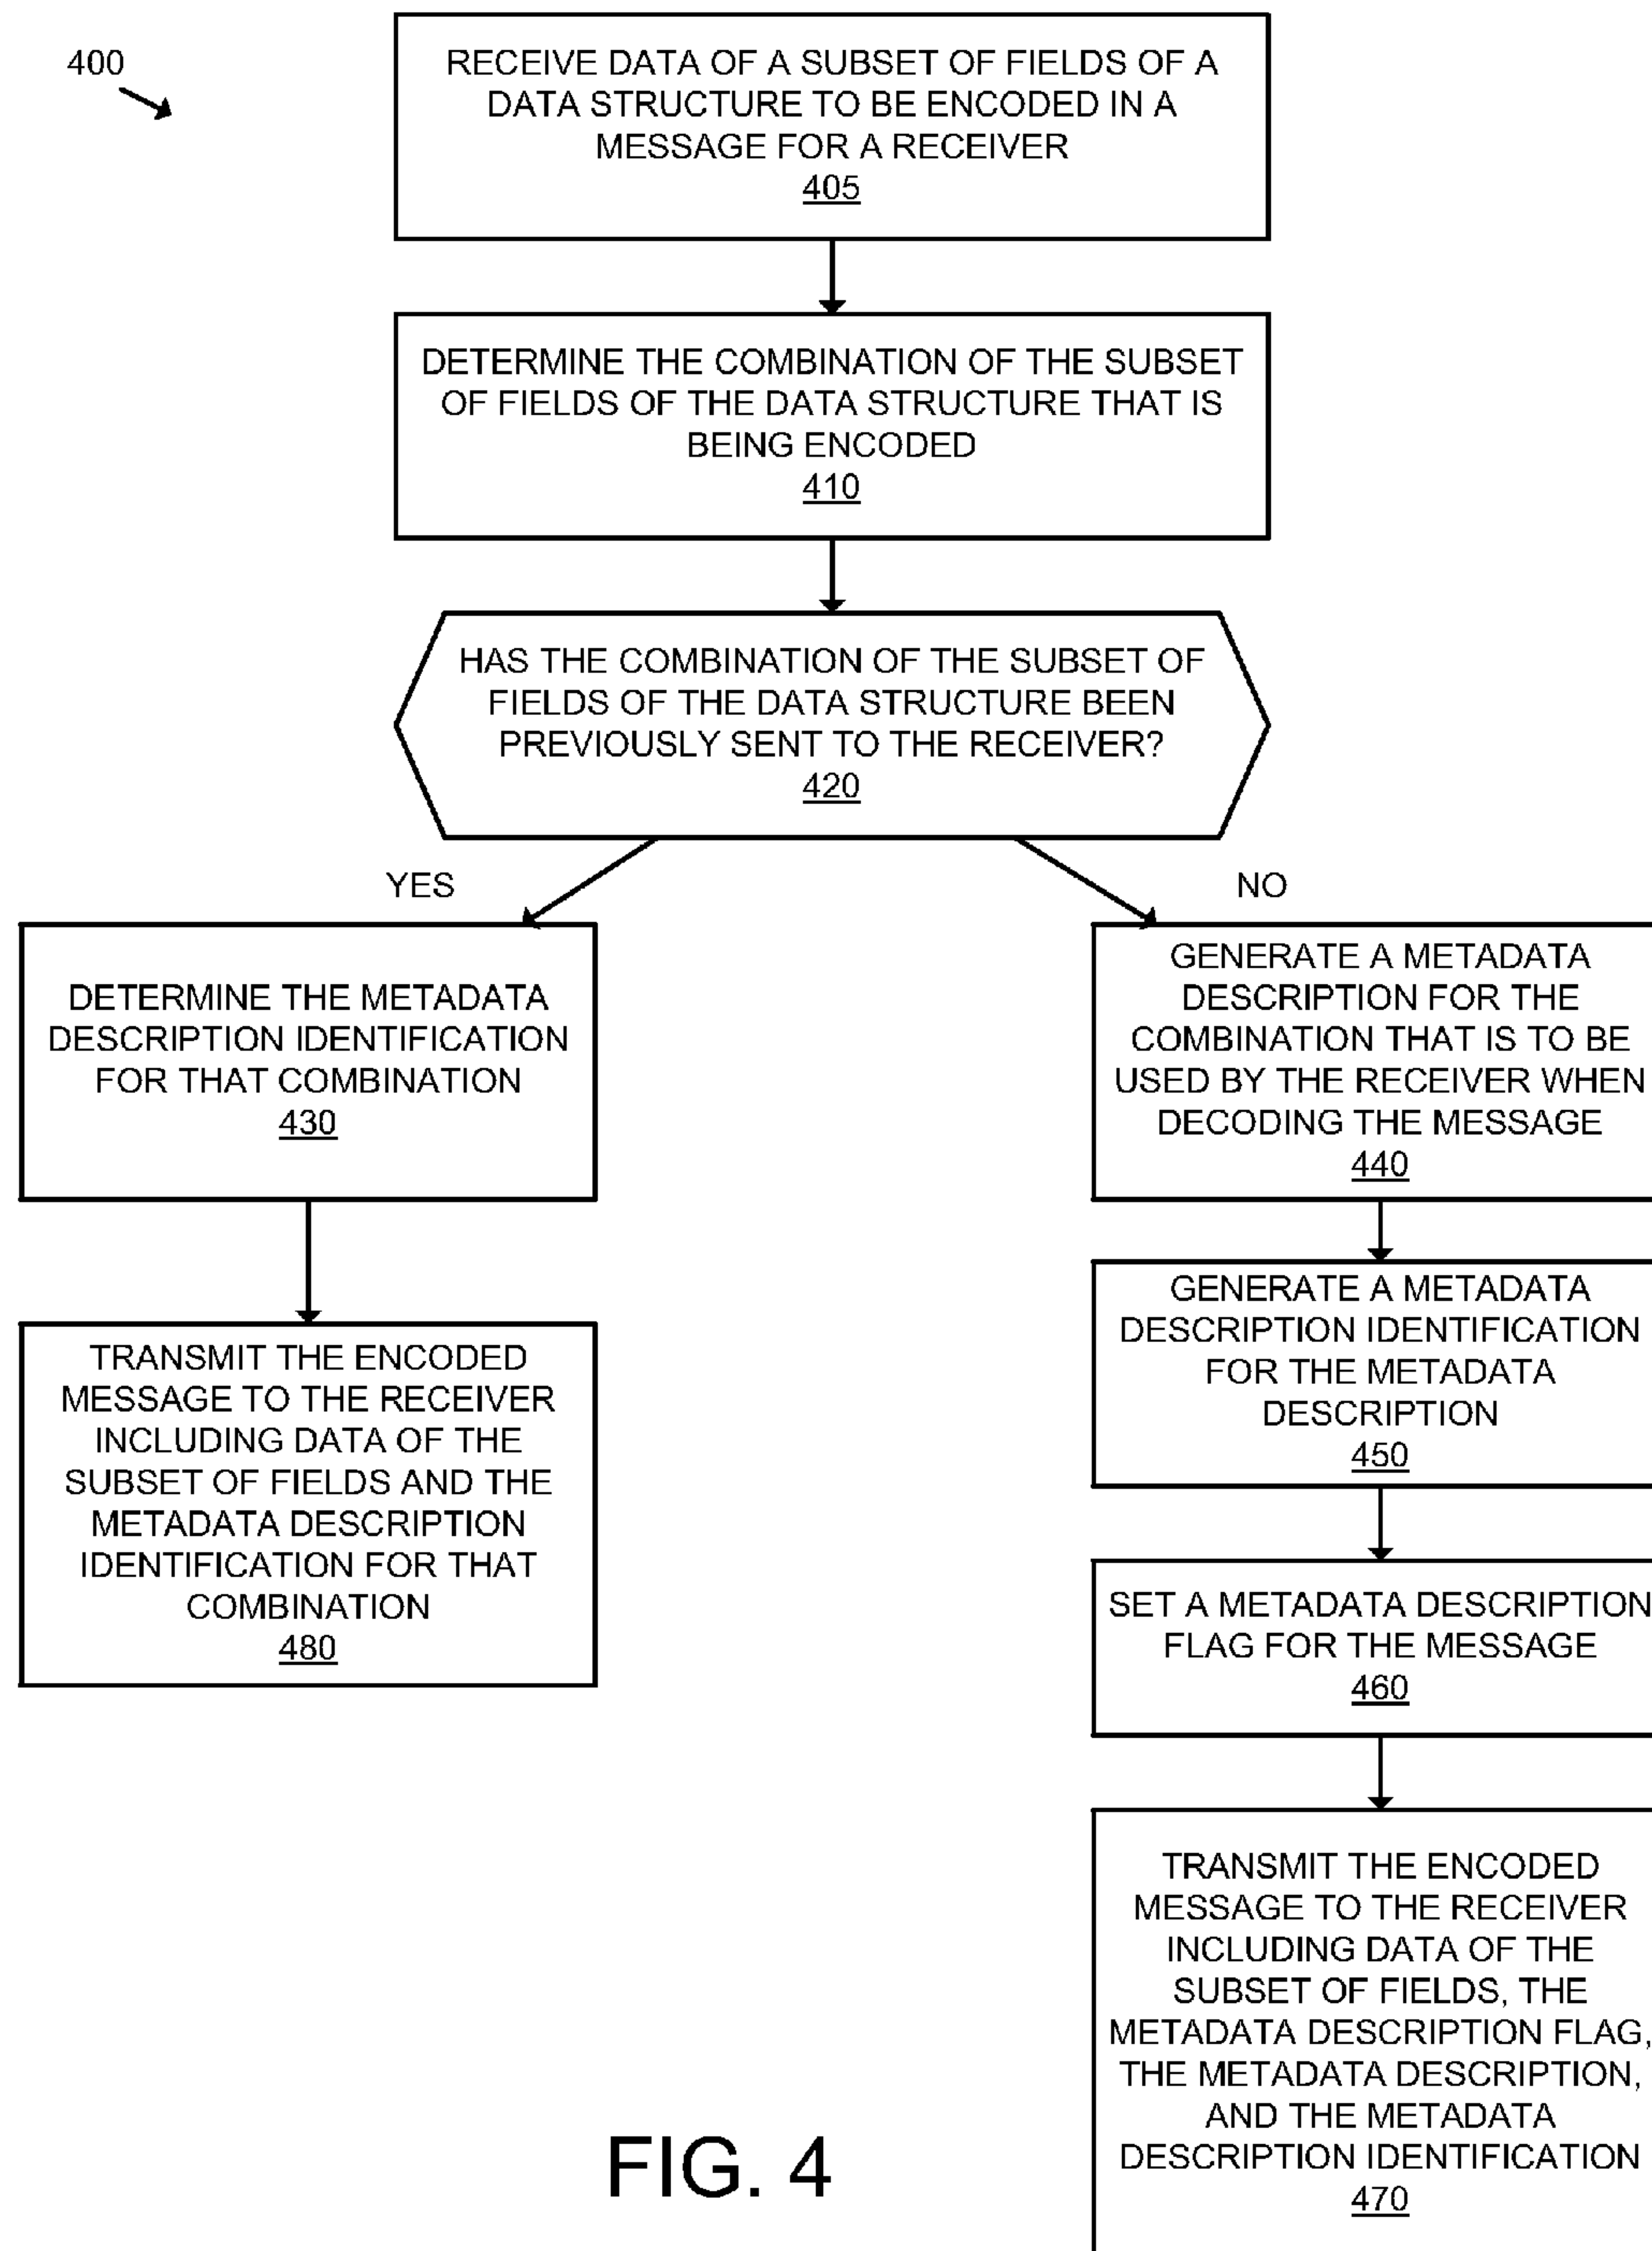 400
RECEIVE DATA OF A SUBSET OF FIELDS OF A
DATA STRUCTURE TO BE ENCODED IN A
MESSAGE FOR A RECEIVER
405
DETERMINE THE COMBINATION OF THE SUBSET
OF FIELDS OF THE DATA STRUCTURE THAT IS
BEING ENCODED
410
HAS THE COMBINATION OF THE SUBSET OF
FIELDS OF THE DATA STRUCTURE BEEN
PREVIOUSLY SENT TO THE RECEIVER?
420
YES
NO
DETERMINE THE METADATA
DESCRIPTION IDENTIFICATION
FOR THAT COMBINATION
430
TRANSMIT THE ENCODED
MESSAGE TO THE RECEIVER
INCLUDING DATA OF THE
SUBSET OF FIELDS AND THE
METADATA DESCRIPTION
IDENTIFICATION FOR THAT
COMBINATION
480
GENERATE A METADATA
DESCRIPTION FOR THE
COMBINATION THAT IS TO BE
USED BY THE RECEIVER WHEN
DECODING THE MESSAGE
440
GENERATE A METADATA
DESCRIPTION IDENTIFICATION
FOR THE METADATA
DESCRIPTION
450
SET A METADATA DESCRIPTION
FLAG FOR THE MESSAGE
460
TRANSMIT THE ENCODED
MESSAGE TO THE RECEIVER
INCLUDING DATA OF THE
SUBSET OF FIELDS, THE
METADATA DESCRIPTION FLAG,
THE METADATA DESCRIPTION,
AND THE METADATA
DESCRIPTION IDENTIFICATION
470
FIG. 4